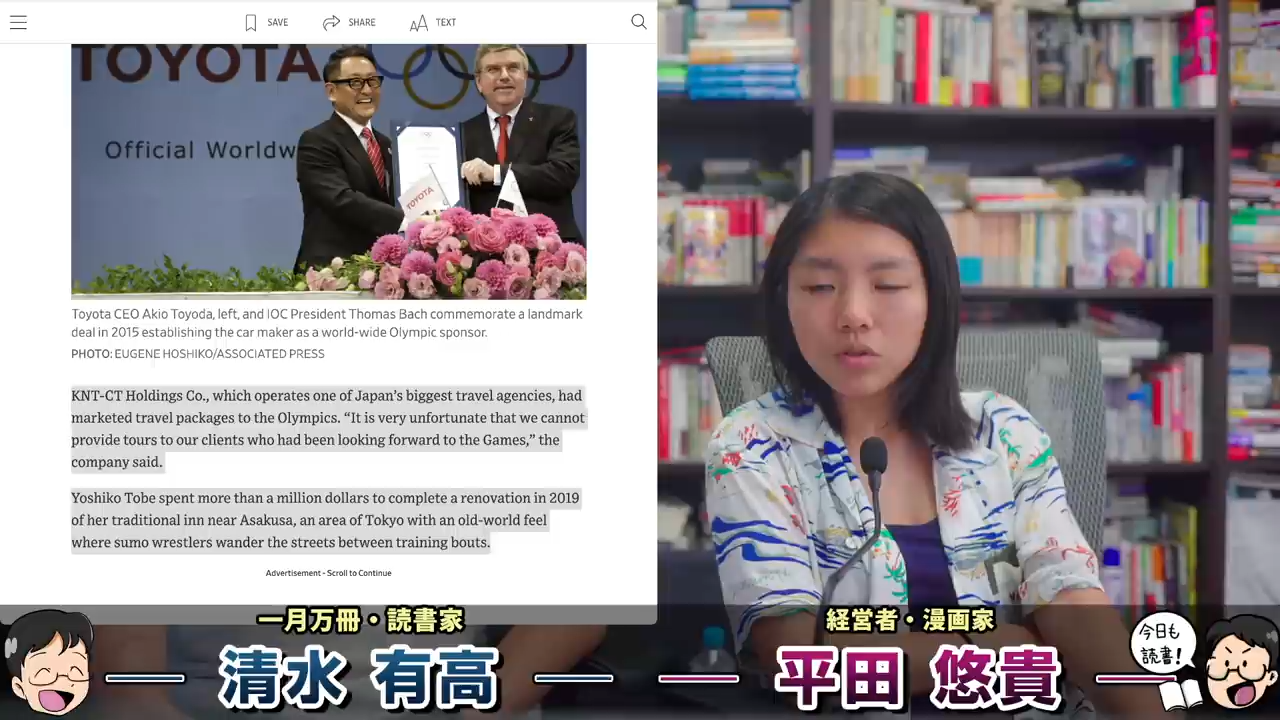 SAVE
SHARE
TEXT
TOYOTA
Official Worldw
TOYOTA
Toyota CEO Akio Toyoda, left, and IOC President Thomas Bach commemorate a landmark
deal in 2015 establishing the car maker as a world-wide Olympic sponsor.
PHOTO: EUGENE HOSHIKO/ASSOCIATED PRESS
KNT-CT Holdings Co., which operates one of Japan’s biggest travel agencies, had
marketed travel packages to the Olympics. “It is very unfortunate that we cannot
provide tours to our clients who had been looking forward to the Games,” the
company said.
Yoshiko Tobe spent more than a million dollars to complete a renovation in 2019
of her traditional inn near Asakusa, an area of Tokyo with an old-world feel
where sumo wrestlers wander the streets between training bouts.
Advertisement - Scroll to Continue
一月万冊・読書家
清水 有高
経営者・漫画家
平田 悠貴
今日も
読書!